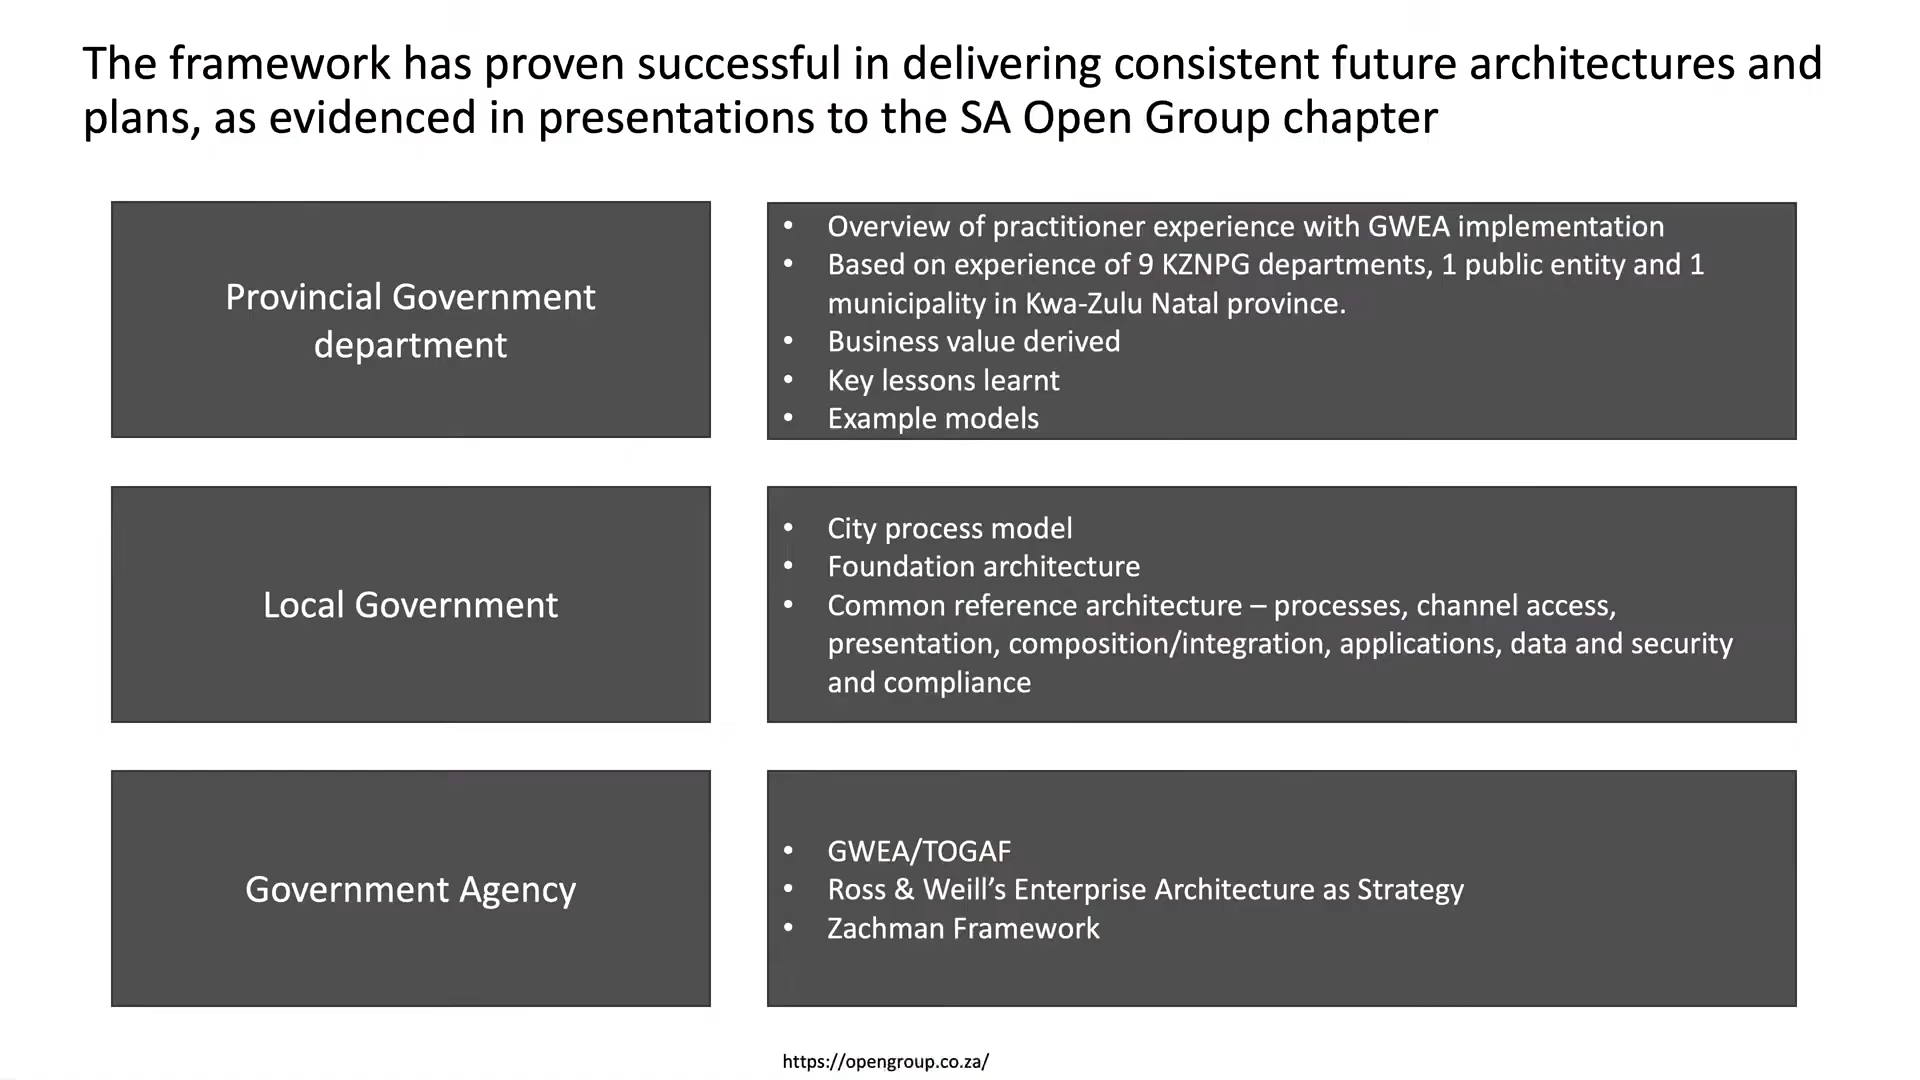 The framework has proven successful in delivering consistent future architectures and
plans, as evidenced in presentations to the SA Open Group chapter
Provincial Government
department
• Overview of practitioner experience with GWEA implementation
• Based on experience of 9 KZNPG departments, 1 public entity and 1
municipality in Kwa-Zulu Natal province.
• Business value derived
• Key lessons learnt
• Example models
Local Government
• City process model
• Foundation architecture
• Common reference architecture – processes, channel access,
presentation, composition/integration, applications, data and security
and compliance
Government Agency
• GWEA/TOGAF
• Ross & Weill’s Enterprise Architecture as Strategy
• Zachman Framework
https://opengroup.co.za/